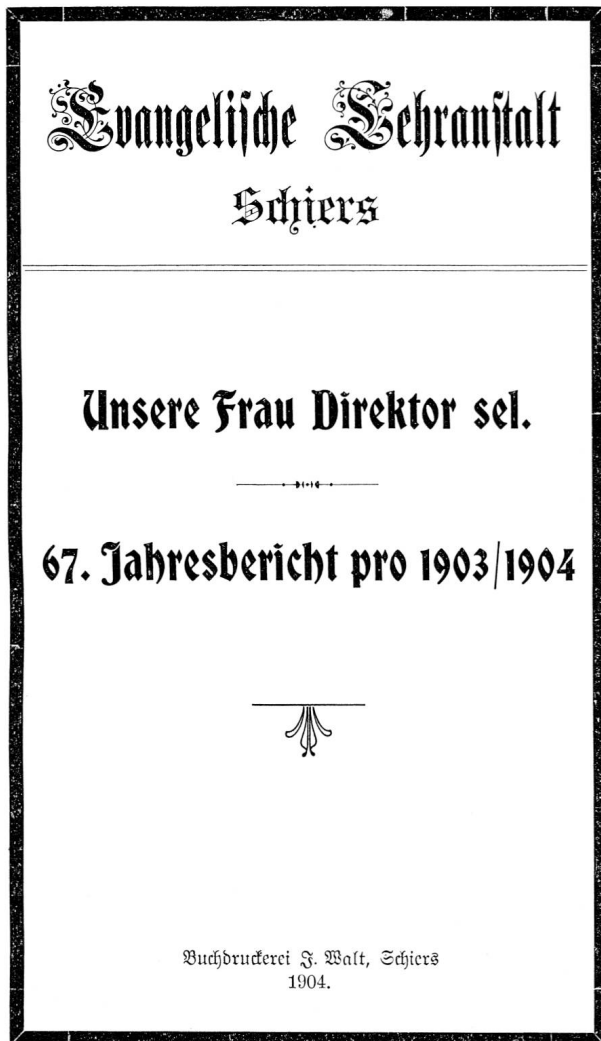 Evangelische Lehranstalt
Schiers
Unsere Frau Direktor sel.
67. Jahresbericht pro 1903/1904
Buchdruckerei J. Walt, Schiers
1904.